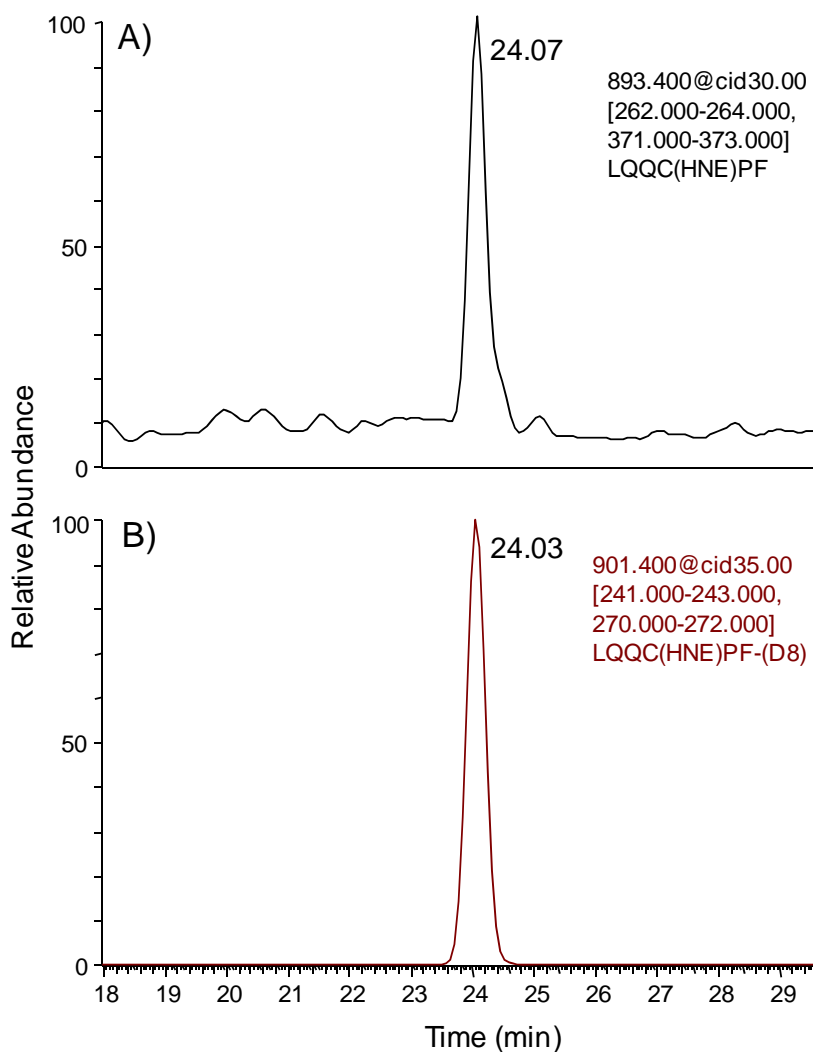 A)
24.07
893.400@cid30.00
[262.000-264.000,
371.000-373.000]
LQQC(HNE)PF
100
50
0
Relative Abundance
B)
24.03
901.400@cid35.00
[241.000-243.000,
270.000-272.000]
LQQC(HNE)PF-(D8)
100
50
0
18 19 20 21 22 23 24 25 26 27 28 29
Time (min)